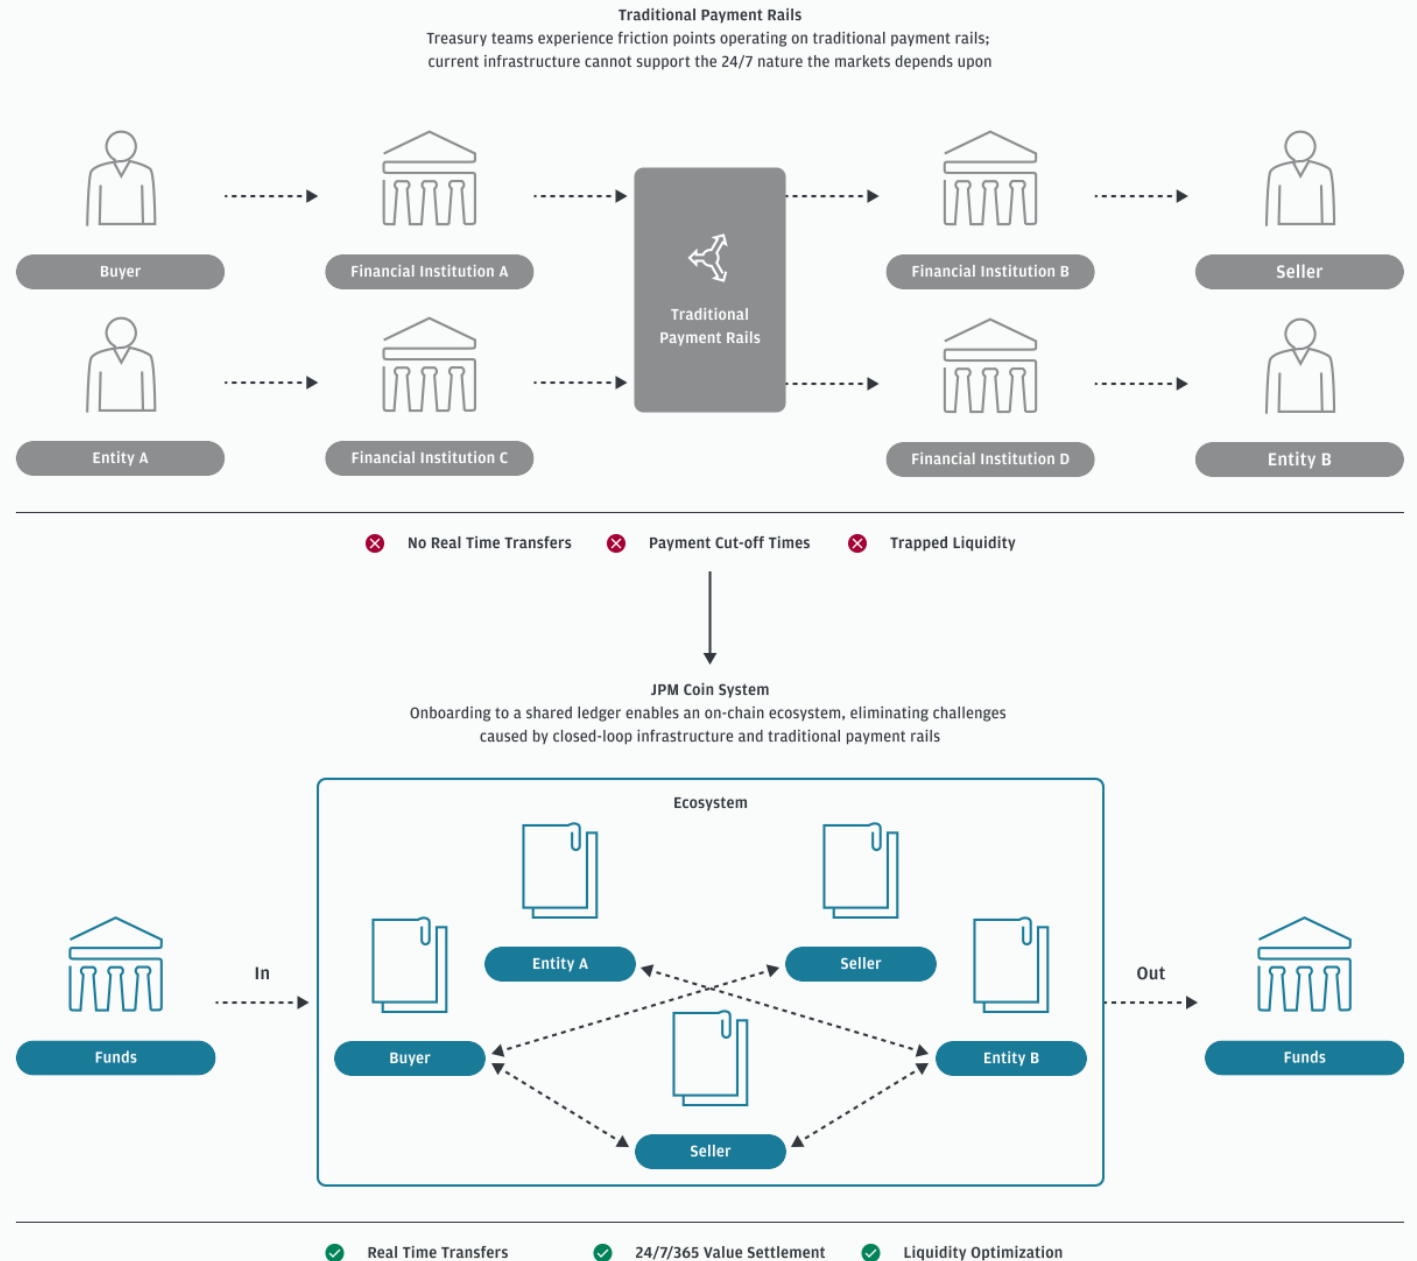 Traditional Payment Rails
Treasury teams experience friction points operating on traditional payment rails;
current infrastructure cannot support the 24/7 nature the markets depends upon
Buyer
Financial Institution A
Traditional
Payment Rails
Financial Institution B
Seller
Entity A
Financial Institution C
Financial Institution D
Entity B
No Real Time Transfers
Payment Cut-off Times
Trapped Liquidity
JPM Coin System
Onboarding to a shared ledger enables an on-chain ecosystem, eliminating challenges
caused by closed-loop infrastructure and traditional payment rails
Ecosystem
Entity A
Seller
In
Out
Funds
Buyer
Entity B
Funds
Seller
Real Time Transfers
24/7/365 Value Settlement
Liquidity Optimization